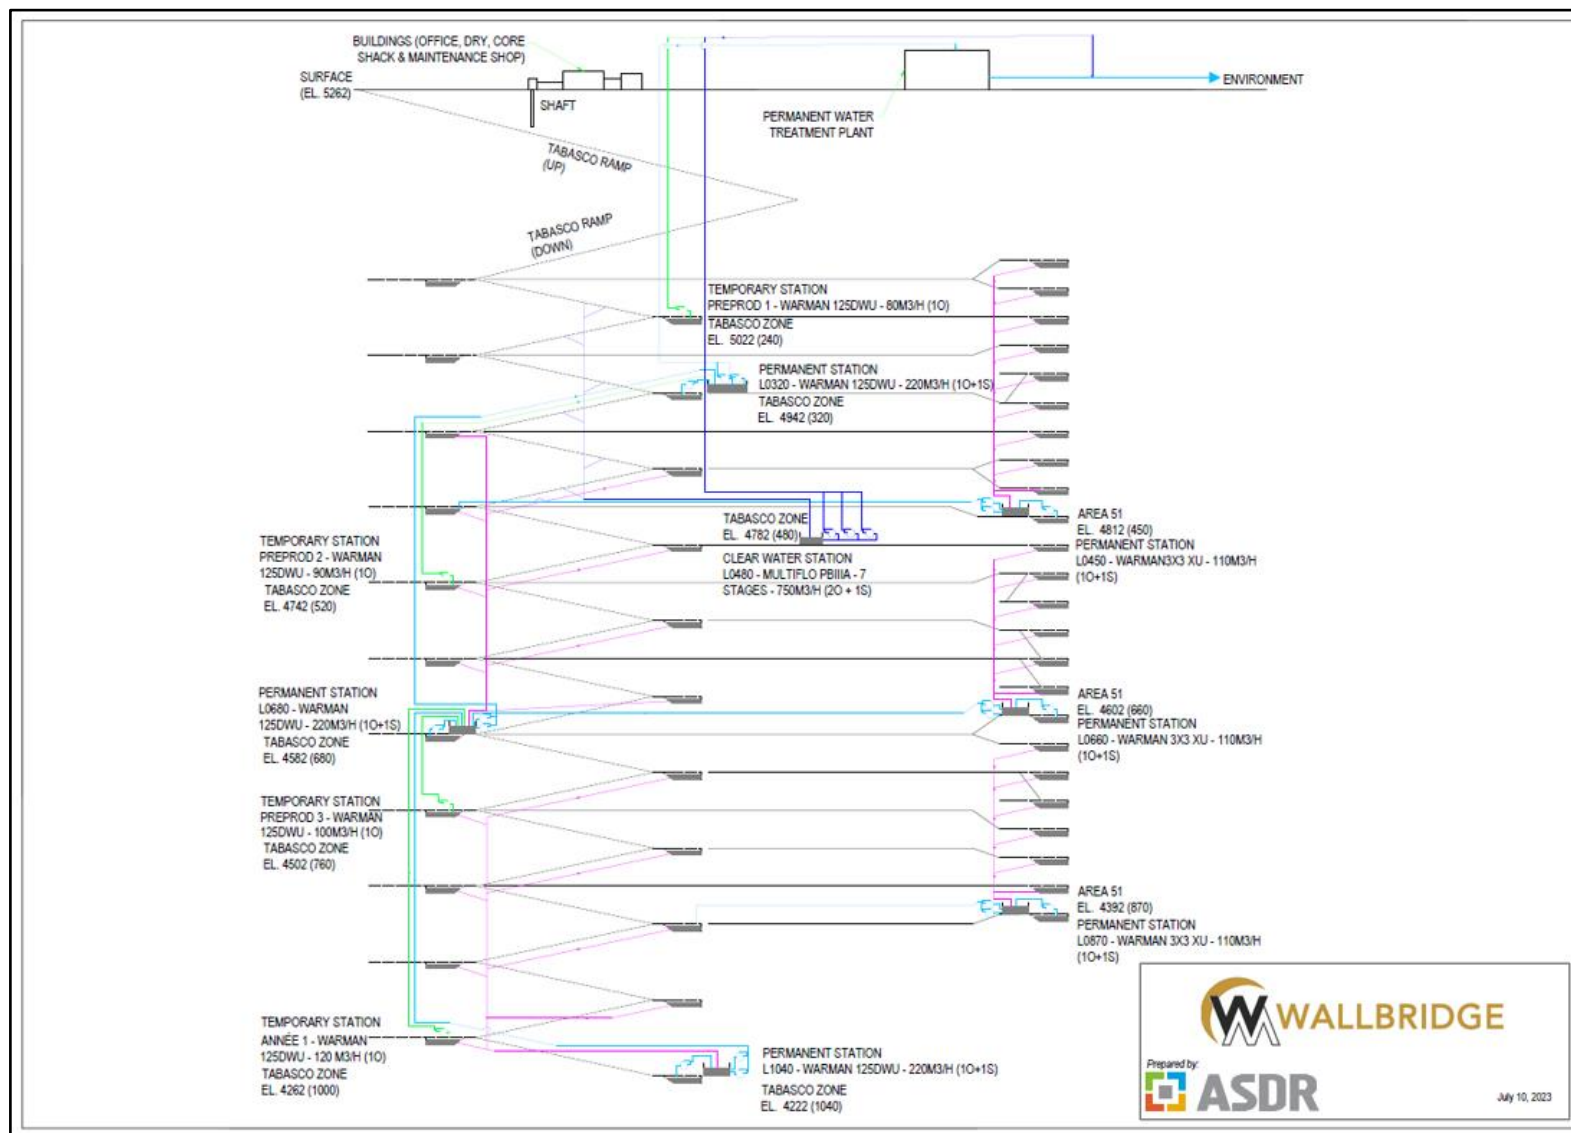 BUILDINGS (OFFICE, DRY, CORE
SHACK & MAINTENANCE SHOP)
SURFACE
(EL. 5262)
SHAFT
ENVIRONMENT
PERMANENT WATER
TREATMENT PLANT
TABASCO RAMP
(UP)
TABASCO RAMP
(DOWN)
TEMPORARY STATION
PREPROD 1 - WARMAN 125DWU - 80M3/H (1O)
TABASCO ZONE
EL. 5022 (240)
PERMANENT STATION
L0320 - WARMAN 125DWU - 220M3/H (1O+1S)
TABASCO ZONE
EL. 4942 (320)
TABASCO ZONE
EL. 4782 (480)
CLEAR WATER STATION
L0480 - MULTIFLO PBIIIA - 7
STAGES - 750M3/H (2O + 1S)
AREA 51
EL. 4812 (450)
PERMANENT STATION
L0450 - WARMAN3X3 XU - 110M3/H
(1O+1S)
TEMPORARY STATION
PREPROD 2 - WARMAN
125DWU - 90M3/H (1O)
TABASCO ZONE
EL. 4742 (520)
PERMANENT STATION
L0680 - WARMAN
125DWU - 220M3/H (1O+1S)
TABASCO ZONE
EL. 4582 (680)
AREA 51
EL. 4602 (660)
PERMANENT STATION
L0660 - WARMAN 3X3 XU - 110M3/H
(1O+1S)
TEMPORARY STATION
PREPROD 3 - WARMAN
125DWU - 100M3/H (1O)
TABASCO ZONE
EL. 4502 (760)
AREA 51
EL. 4392 (870)
PERMANENT STATION
L0870 - WARMAN 3X3 XU - 110M3/H
(1O+1S)
TEMPORARY STATION
ANNÉE 1 - WARMAN
125DWU - 120 M3/H (1O)
TABASCO ZONE
EL. 4262 (1000)
PERMANENT STATION
L1040 - WARMAN 125DWU - 220M3/H (1O+1S)
TABASCO ZONE
EL. 4222 (1040)
WALLBRIDGE
Prepared by:
ASDR
July 10, 2023